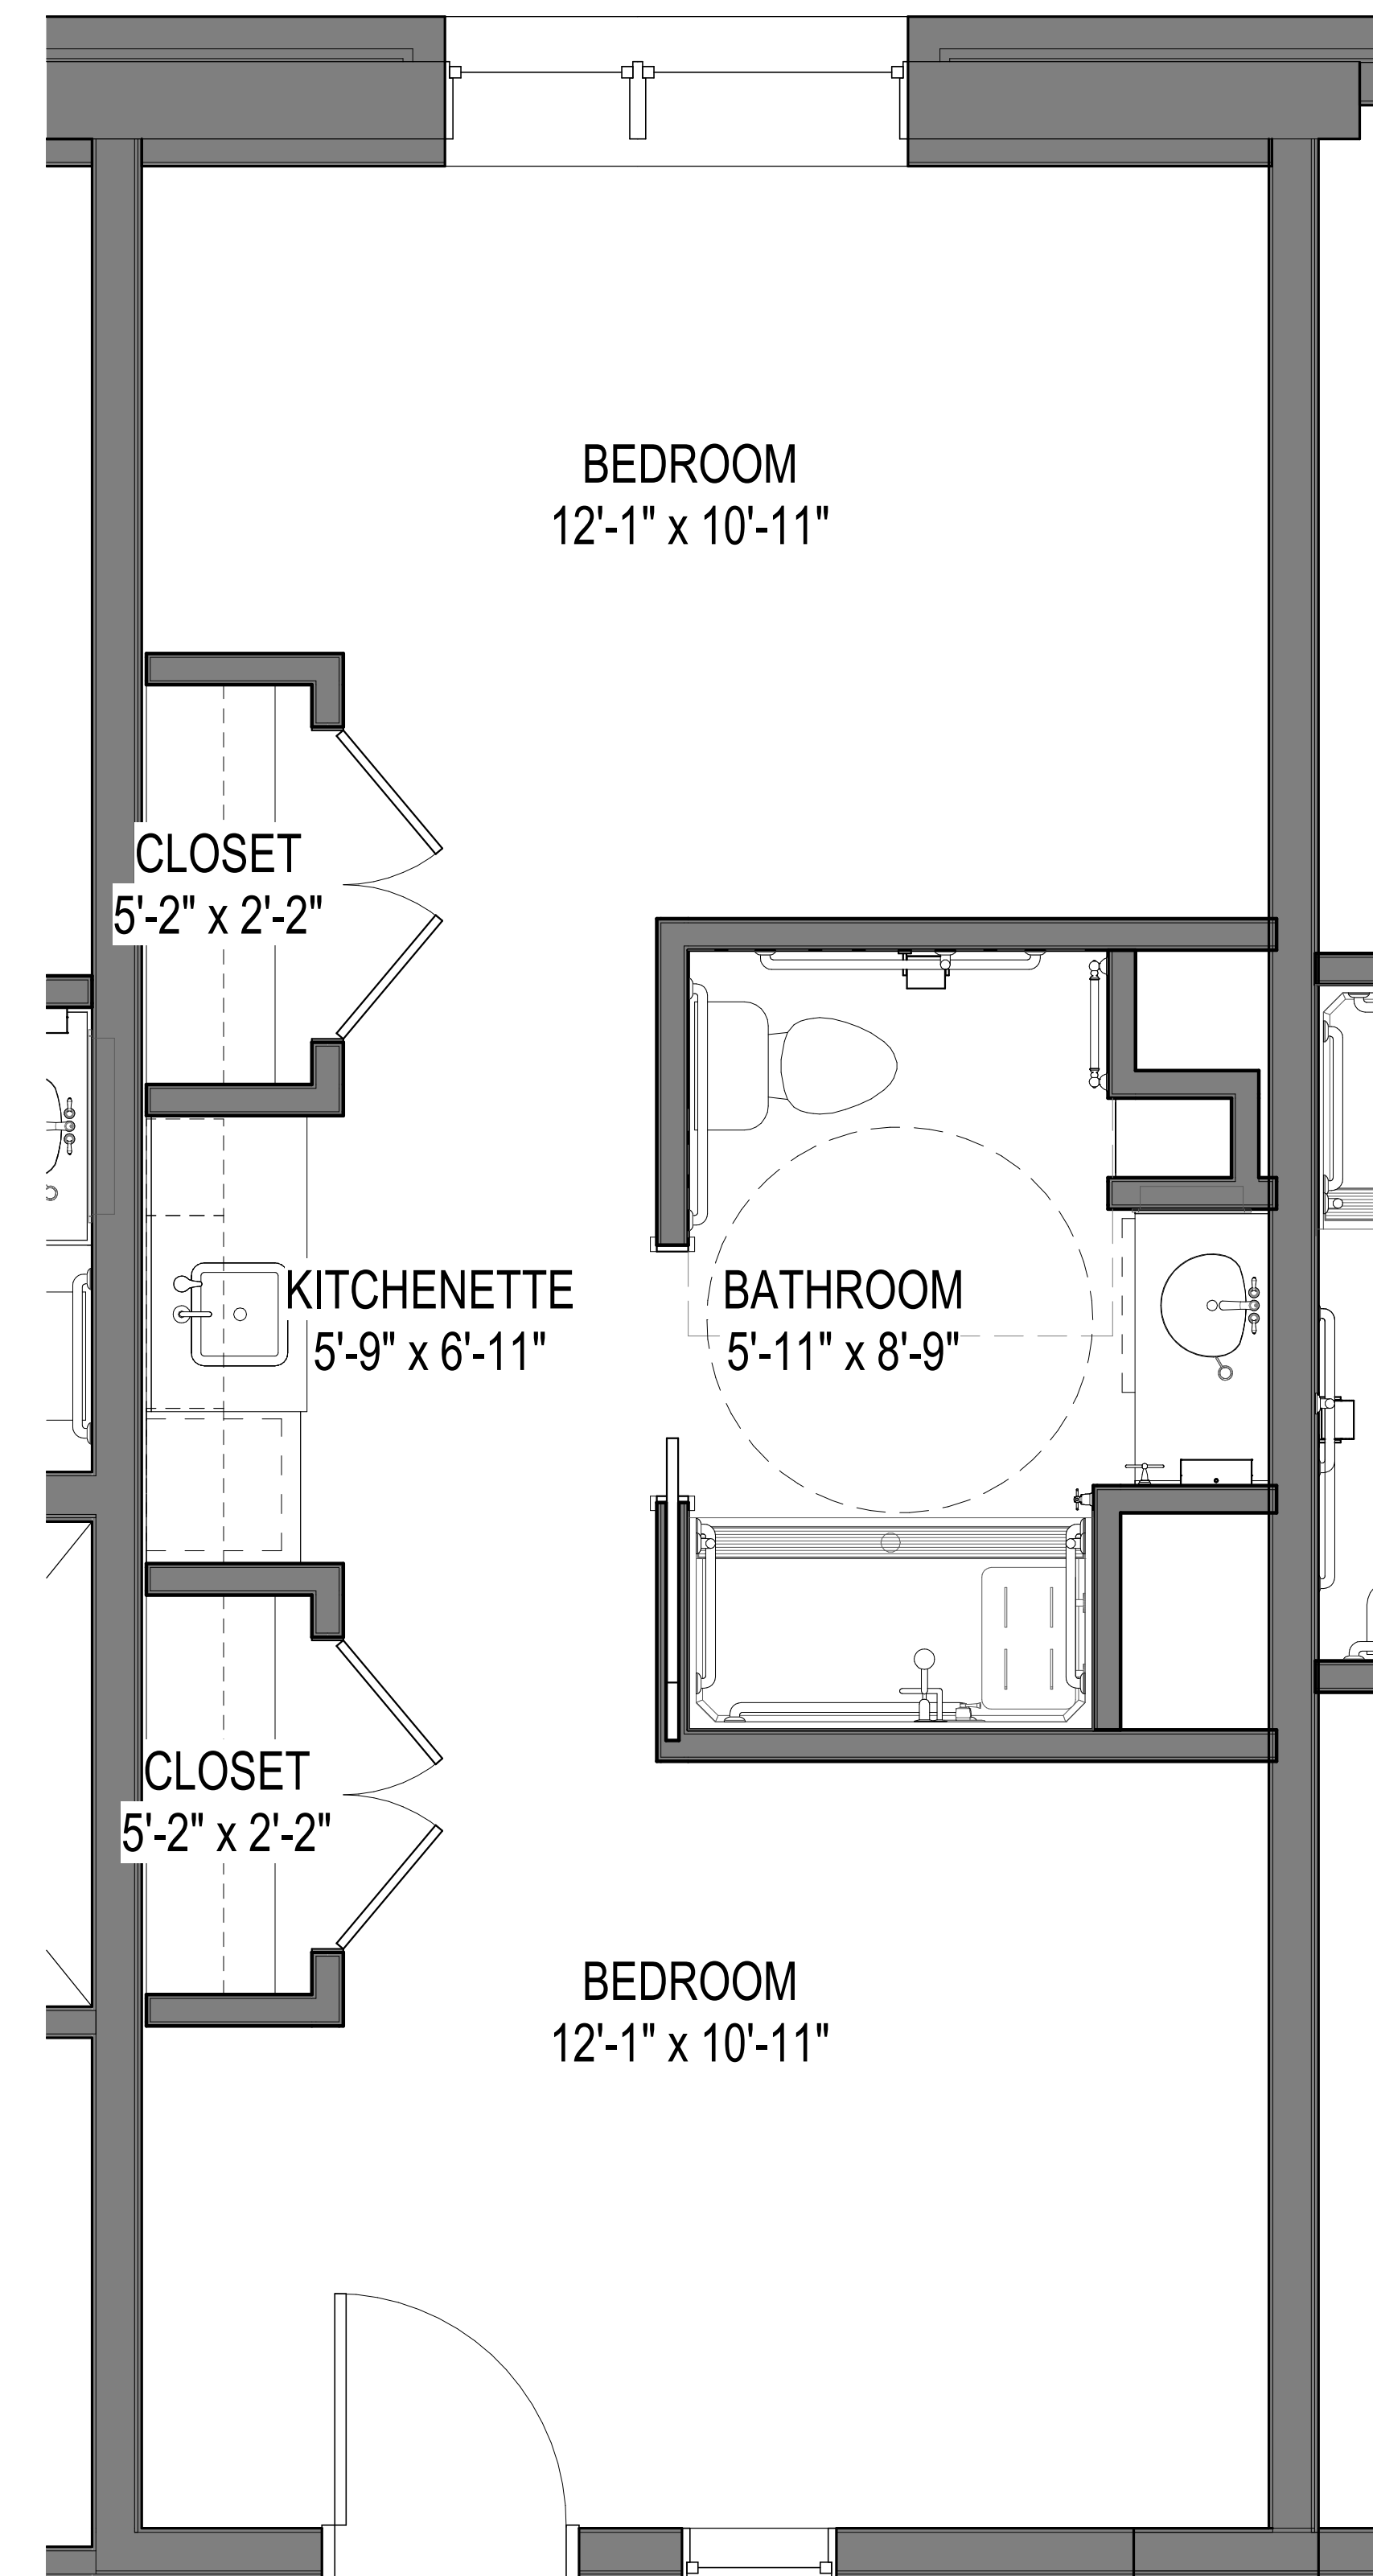 BEDROOM
12'-1" x 10'-11"
CLOSET
5'-2" x 2'-2"
KITCHENETTE
5'-9" x 6'-11"
BATHROOM
5'-11" x 8'-9"
CLOSET
5'-2" x 2'-2"
BEDROOM
12'-1" x 10'-11"